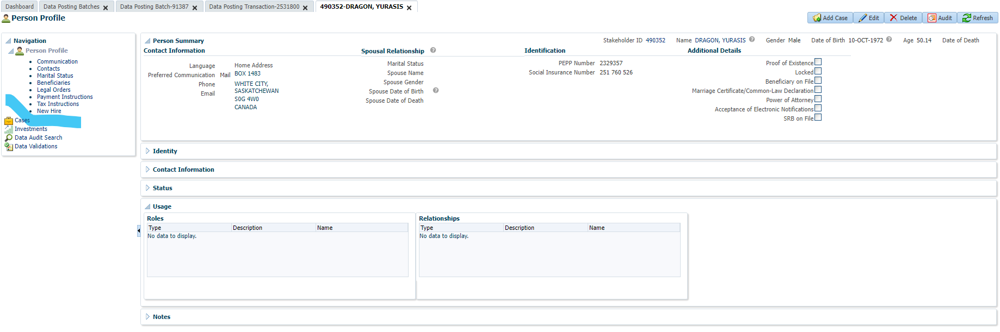 Dashboard Data Posting Batches Data Posting Batch-91387 Data Posting Transaction-2531800 490352-DRAGON, YURASIS
Person Profile Add Case Edit Delete Audit Refresh
Navigation
Person Profile
Communication
Contacts
Marital Status
Beneficiaries
Legal Orders
Payment Instructions
Tax Instructions
New Hire
Cases
Investments
Data Audit Search
Data Validations
Person Summary Stakeholder ID 490352 Name DRAGON, YURASIS Gender Male Date of Birth 10-OCT-1972 Age 50.14 Date of Death
Contact Information
Language
Preferred Communication Mail
Phone
Email
Home Address
BOX 1483
WHITE CITY,
SASKATCHEWAN
S0G 4W0
CANADA
Spousal Relationship
Marital Status
Spouse Name
Spouse Gender
Spouse Date of Birth
Spouse Date of Death
Identification
PEPP Number 2329357
Social Insurance Number 251 760 526
Additional Details
Proof of Existence
Locked
Beneficiary on File
Marriage Certificate/Common-Law Declaration
Power of Attorney
Acceptance of Electronic Notifications
SRB on File
Identity
Contact Information
Status
Usage
Roles
Type Description Name
No data to display.
Relationships
Type Description Name
No data to display.
Notes